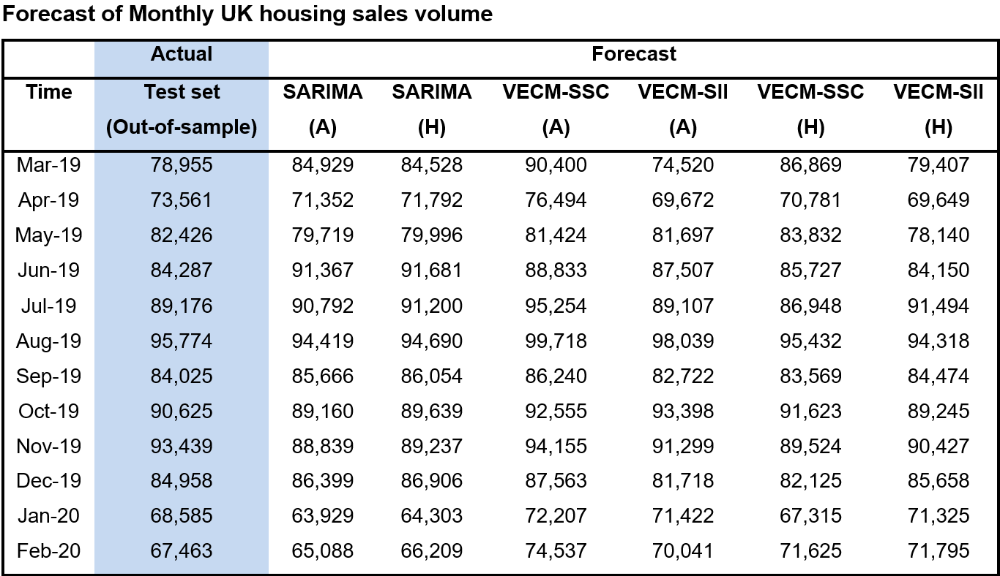 Forecast of Monthly UK housing sales volume
Actual Forecast
Time Test set SARIMA SARIMA VECM-SSC VECM-SII VECM-SSC VECM-SII
(Out-of-sample) (A) (H) (A) (A) (H) (H)
Mar-19 78,955 84,929 84,528 90,400 74,520 86,869 79,407
Apr-19 73,561 71,352 71,792 76,494 69,672 70,781 69,649
May-19 82,426 79,719 79,996 81,424 81,697 83,832 78,140
Jun-19 84,287 91,367 91,681 88,833 87,507 85,727 84,150
Jul-19 89,176 90,792 91,200 95,254 89,107 86,948 91,494
Aug-19 95,774 94,419 94,690 99,718 98,039 95,432 94,318
Sep-19 84,025 85,666 86,054 86,240 82,722 83,569 84,474
Oct-19 90,625 89,160 89,639 92,555 93,398 91,623 89,245
Nov-19 93,439 88,839 89,237 94,155 91,299 89,524 90,427
Dec-19 84,958 86,399 86,906 87,563 81,718 82,125 85,658
Jan-20 68,585 63,929 64,303 72,207 71,422 67,315 71,325
Feb-20 67,463 65,088 66,209 74,537 70,041 71,625 71,795